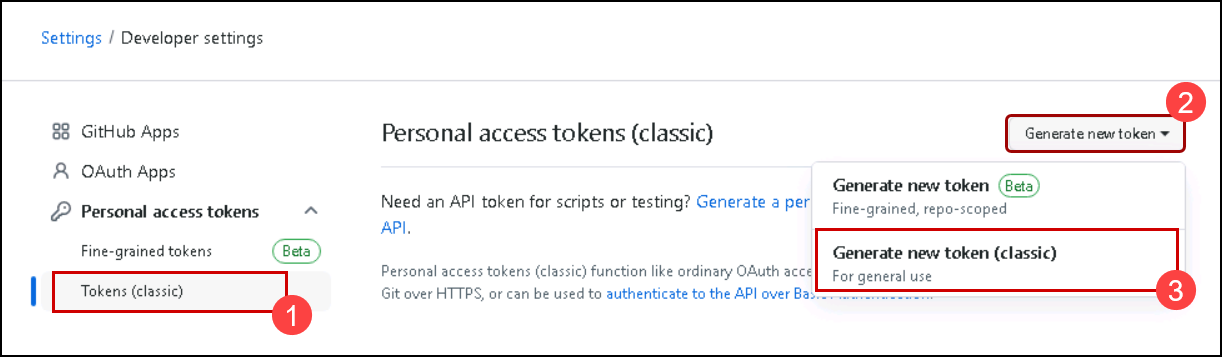 Settings / Developer settings
GitHub Apps
OAuth Apps
Personal access tokens
Fine-grained tokens Beta
Tokens (classic)
1
Personal access tokens (classic)
Generate new token
2
Need an API token for scripts or testing? Generate a per
API.
Personal access tokens (classic) function like ordinary OAuth acce
Git over HTTPS, or can be used to authenticate to the API over Basic Authentication.
Generate new token Beta
Fine-grained, repo-scoped
Generate new token (classic)
For general use
3